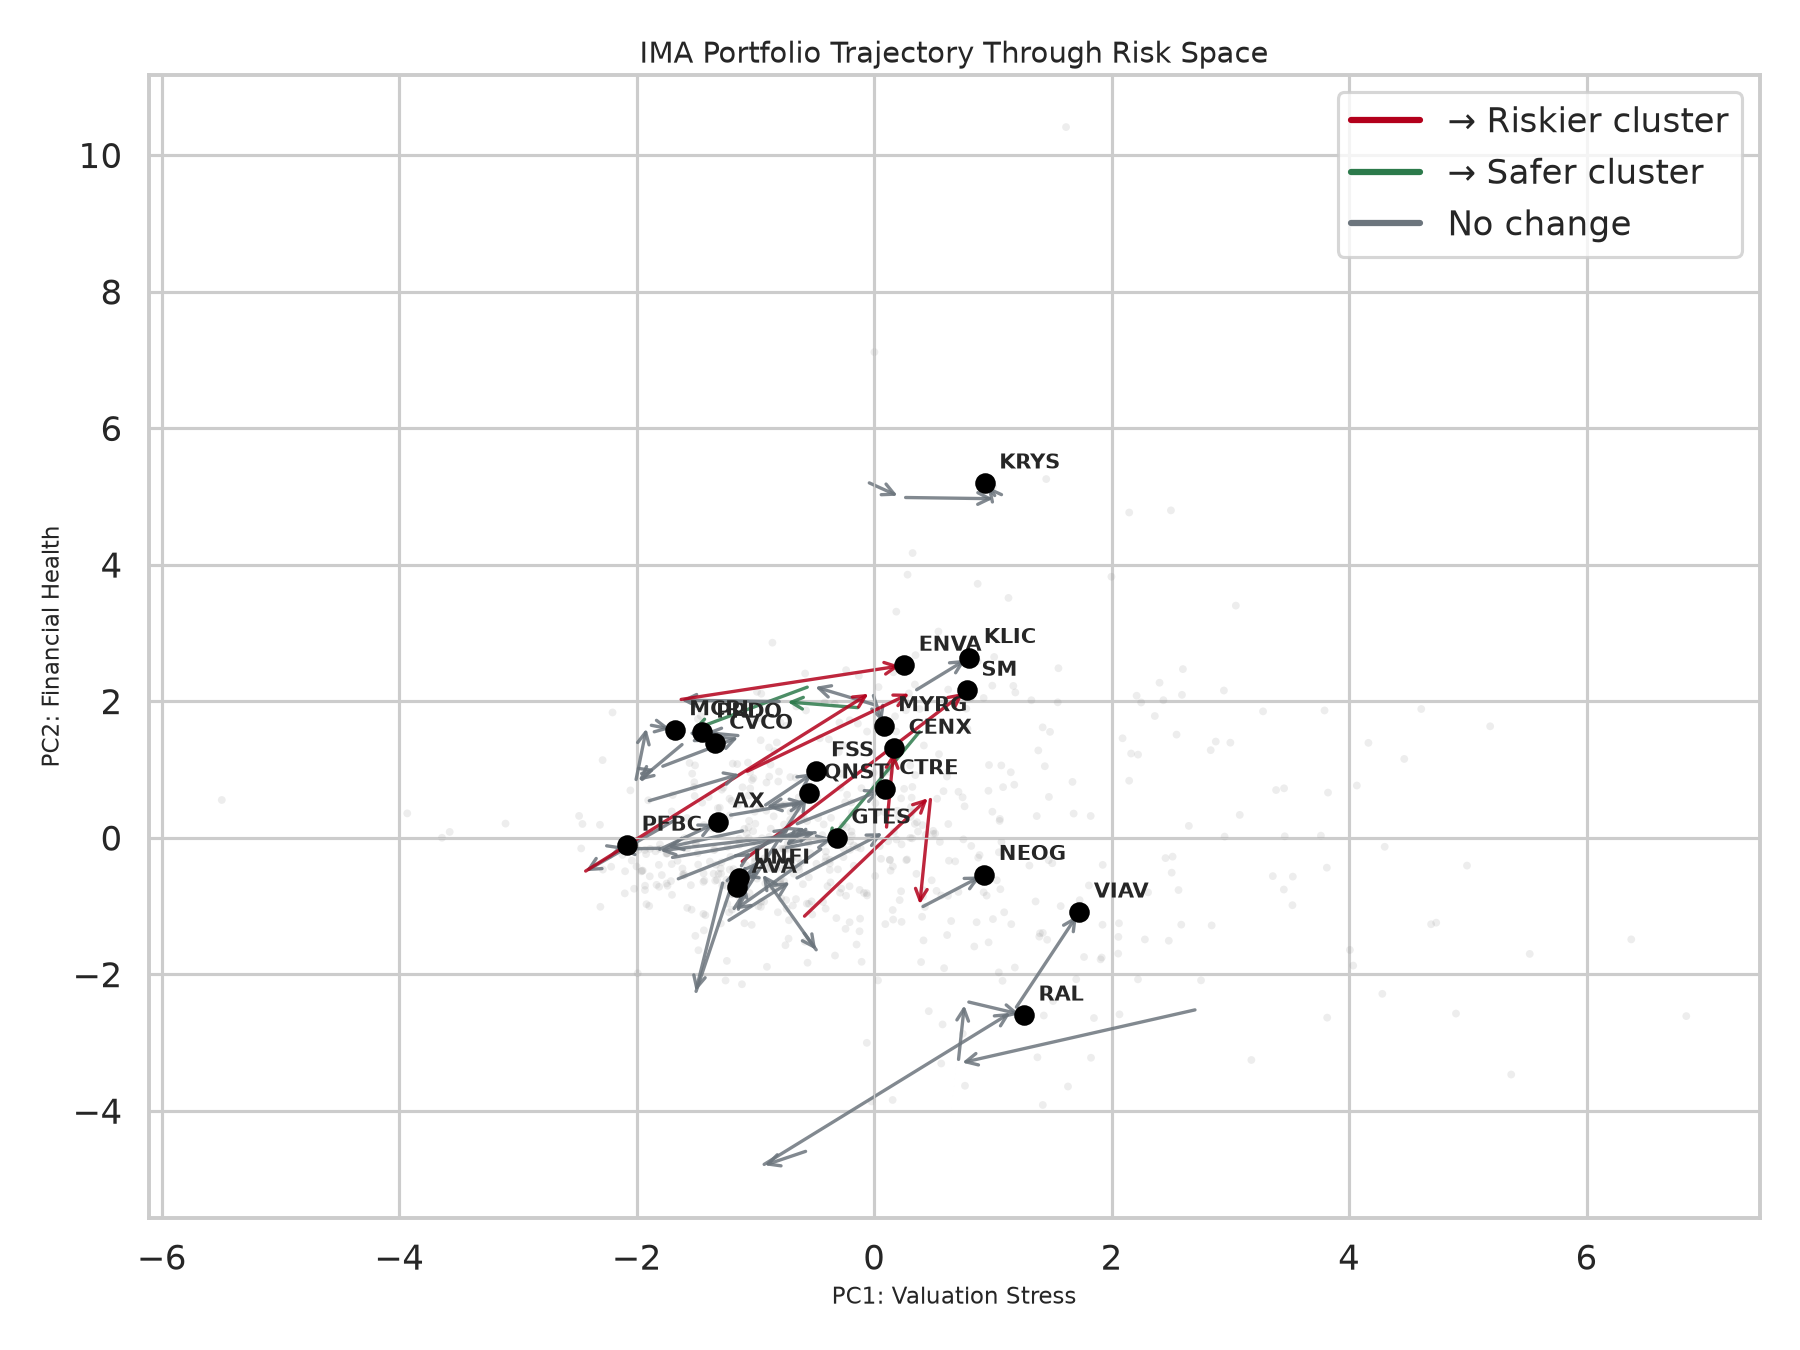 IMA Portfolio Trajectory Through Risk Space
→ Riskier cluster
→ Safer cluster
No change
PC2: Financial Health
10
8
6
4
2
0
−2
−4
KRYS
ENVA
KLIC
SM
MYRG
CVCO
CENX
FSS
QNST
CTRE
AX
GTES
PFBC
UNFI
AVA
NEOG
VIAV
RAL
−6
−4
−2
0
2
4
6
PC1: Valuation Stress